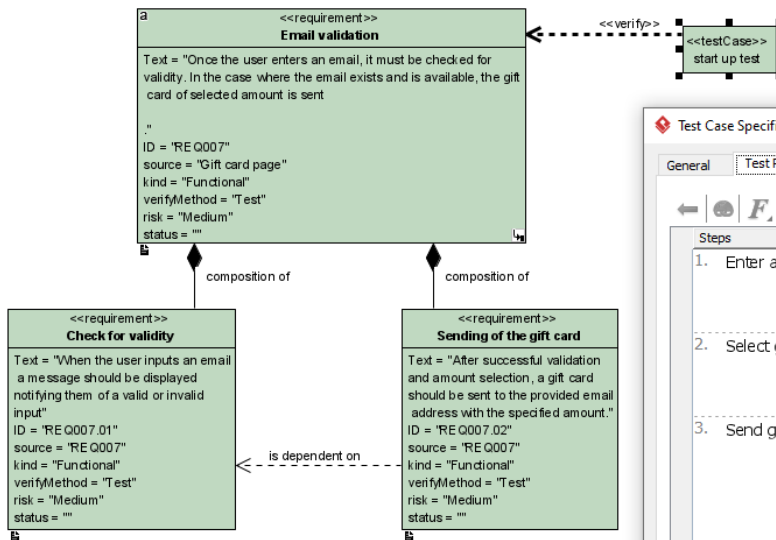 a
<<requirement>>
Email validation
Text = "Once the user enters an email, it must be checked for
validity. In the case where the email exists and is available, the gift
card of selected amount is sent
."
ID = "REQ007"
source = "Gift card page"
kind = "Functional"
verifyMethod = "Test"
risk = "Medium"
status = ""
<<verify>>
<<testCase>>
start up test
composition of
composition of
<<requirement>>
Check for validity
Text = "When the user inputs an email
a message should be displayed
notifying them of a valid or invalid
input"
ID = "REQ007.01"
source = "REQ007"
kind = "Functional"
verifyMethod = "Test"
risk = "Medium"
status = ""
is dependent on
<<requirement>>
Sending of the gift card
Text = "After successful validation
and amount selection, a gift card
should be sent to the provided email
address with the specified amount."
ID = "REQ007.02"
source = "REQ007"
kind = "Functional"
verifyMethod = "Test"
risk = "Medium"
status = ""
Test Case Specifi
General
Test P
F
Steps
1. Enter a
2. Select g
3. Send g